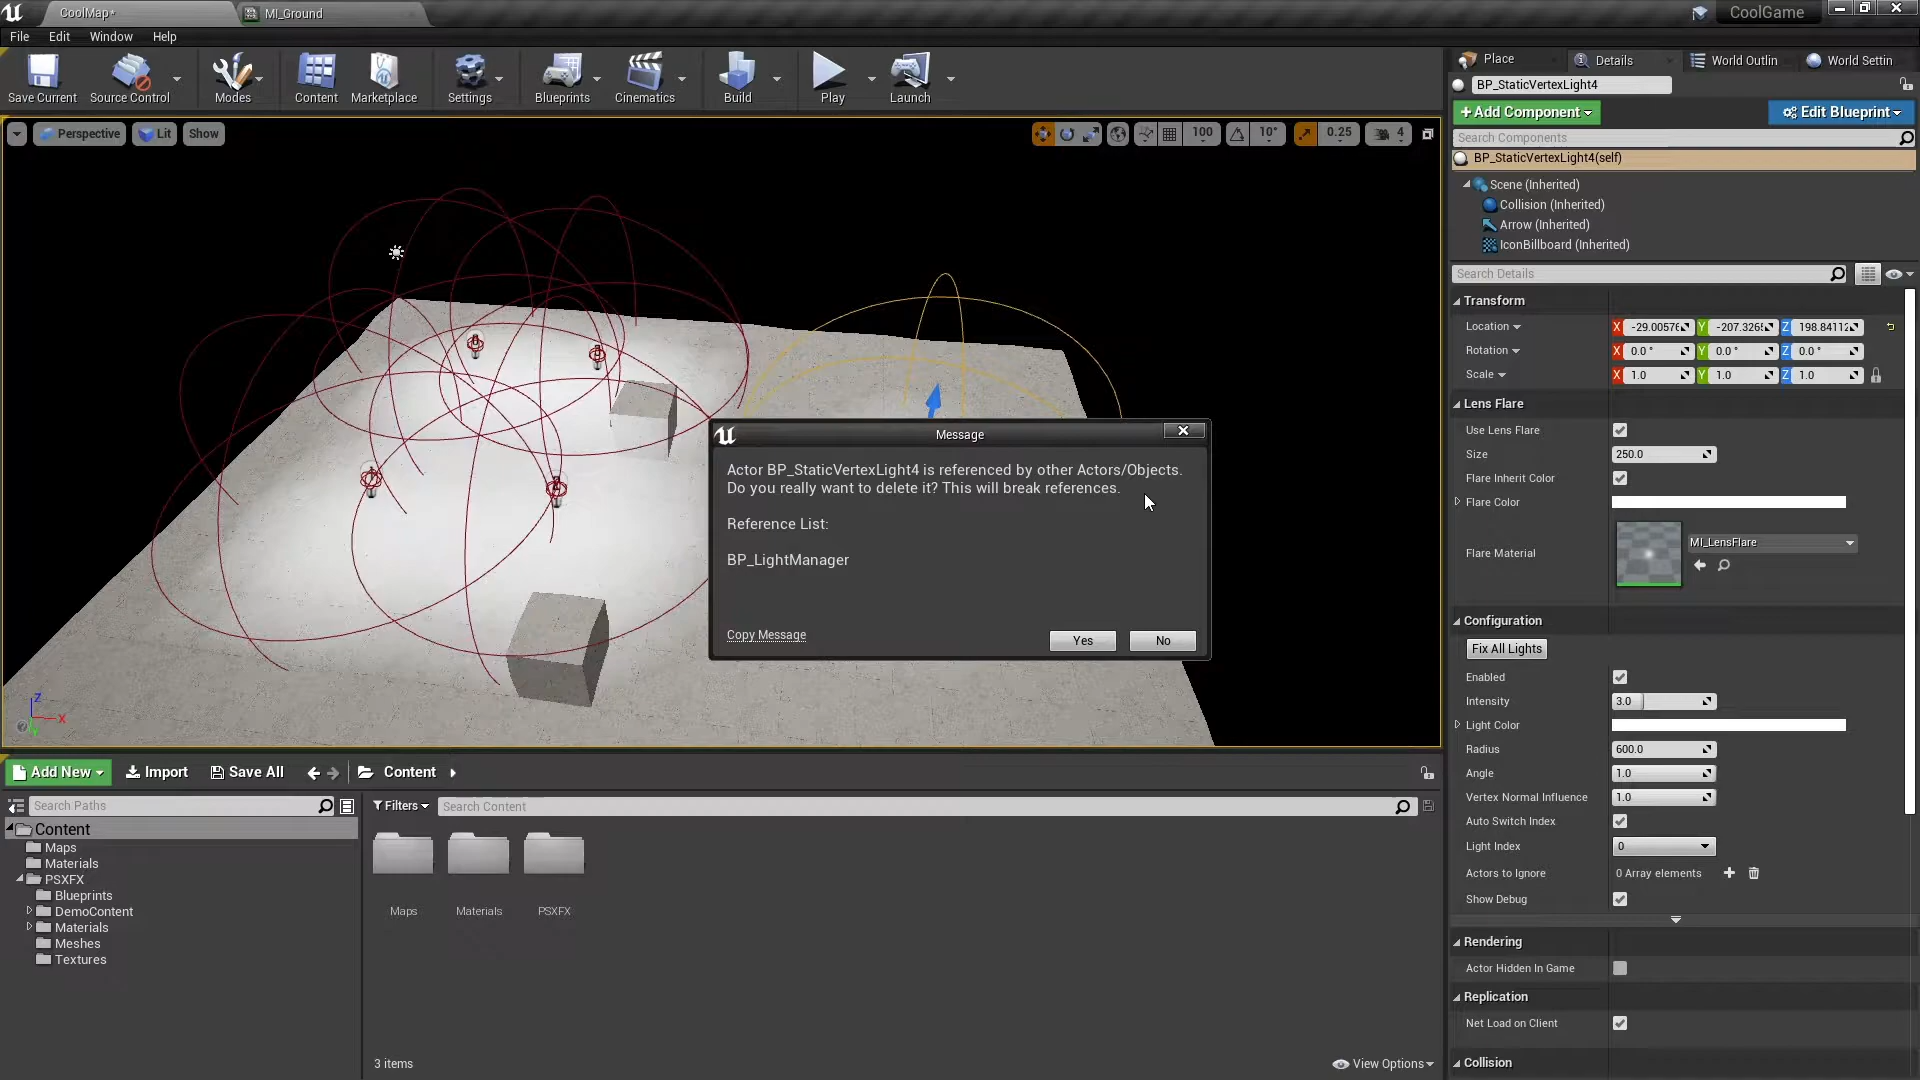 CoolMap*
MI_Ground
CoolGame
File Edit Window Help
Save Current
Source Control
Modes
Content
Marketplace
Settings
Blueprints
Cinematics
Build
Play
Launch
Perspective
Lit
Show
100
10°
0.25
4
Message
Actor BP_StaticVertexLight4 is referenced by other Actors/Objects.
Do you really want to delete it? This will break references.
Reference List:
BP_LightManager
Copy Message
Yes
No
Z
X
Y
Place
Details
World Outlin
World Settin
BP_StaticVertexLight4
+Add Component
Edit Blueprint
Search Components
BP_StaticVertexLight4(self)
Scene (Inherited)
Collision (Inherited)
Arrow (Inherited)
IconBillboard (Inherited)
Search Details
Transform
Location X -29.0057 Y -207.326 Z 198.8411
Rotation X 0.0 ° Y 0.0 ° Z 0.0 °
Scale X 1.0 Y 1.0 Z 1.0
Lens Flare
Use Lens Flare
Size 250.0
Flare Inherit Color
Flare Color
Flare Material MI_LensFlare
Configuration
Fix All Lights
Enabled
Intensity 3.0
Light Color
Radius 600.0
Angle 1.0
Vertex Normal Influence 1.0
Auto Switch Index
Light Index 0
Actors to Ignore 0 Array elements
Show Debug
Rendering
Actor Hidden In Game
Replication
Net Load on Client
Collision
Add New
Import
Save All
Content
Search Paths
Content
Maps
Materials
PSXFX
Blueprints
DemoContent
Materials
Meshes
Textures
Filters
Search Content
Maps
Materials
PSXFX
3 items
View Options